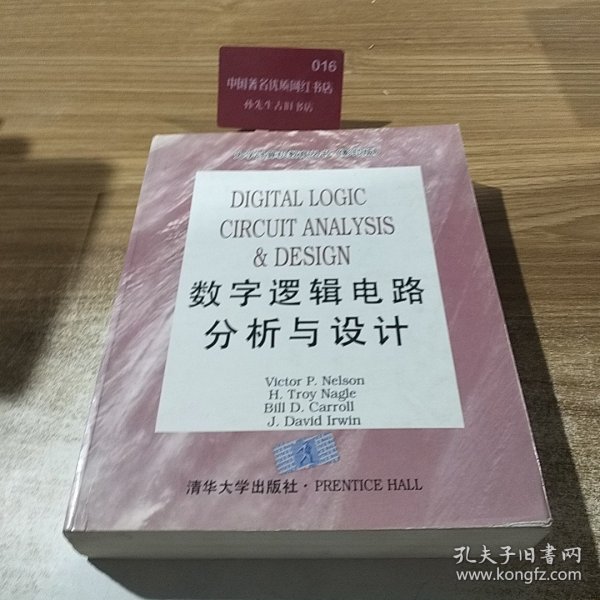 016
中国著名优质网红书店
孙先生古旧书店
DIGITAL LOGIC
CIRCUIT ANALYSIS
& DESIGN
数字逻辑电路
分析与设计
Victor P. Nelson
H. Troy Nagle
Bill D. Carroll
J. David Irwin
清华大学出版社·PRENTICE HALL
孔夫子旧书网
www.kongfz.com